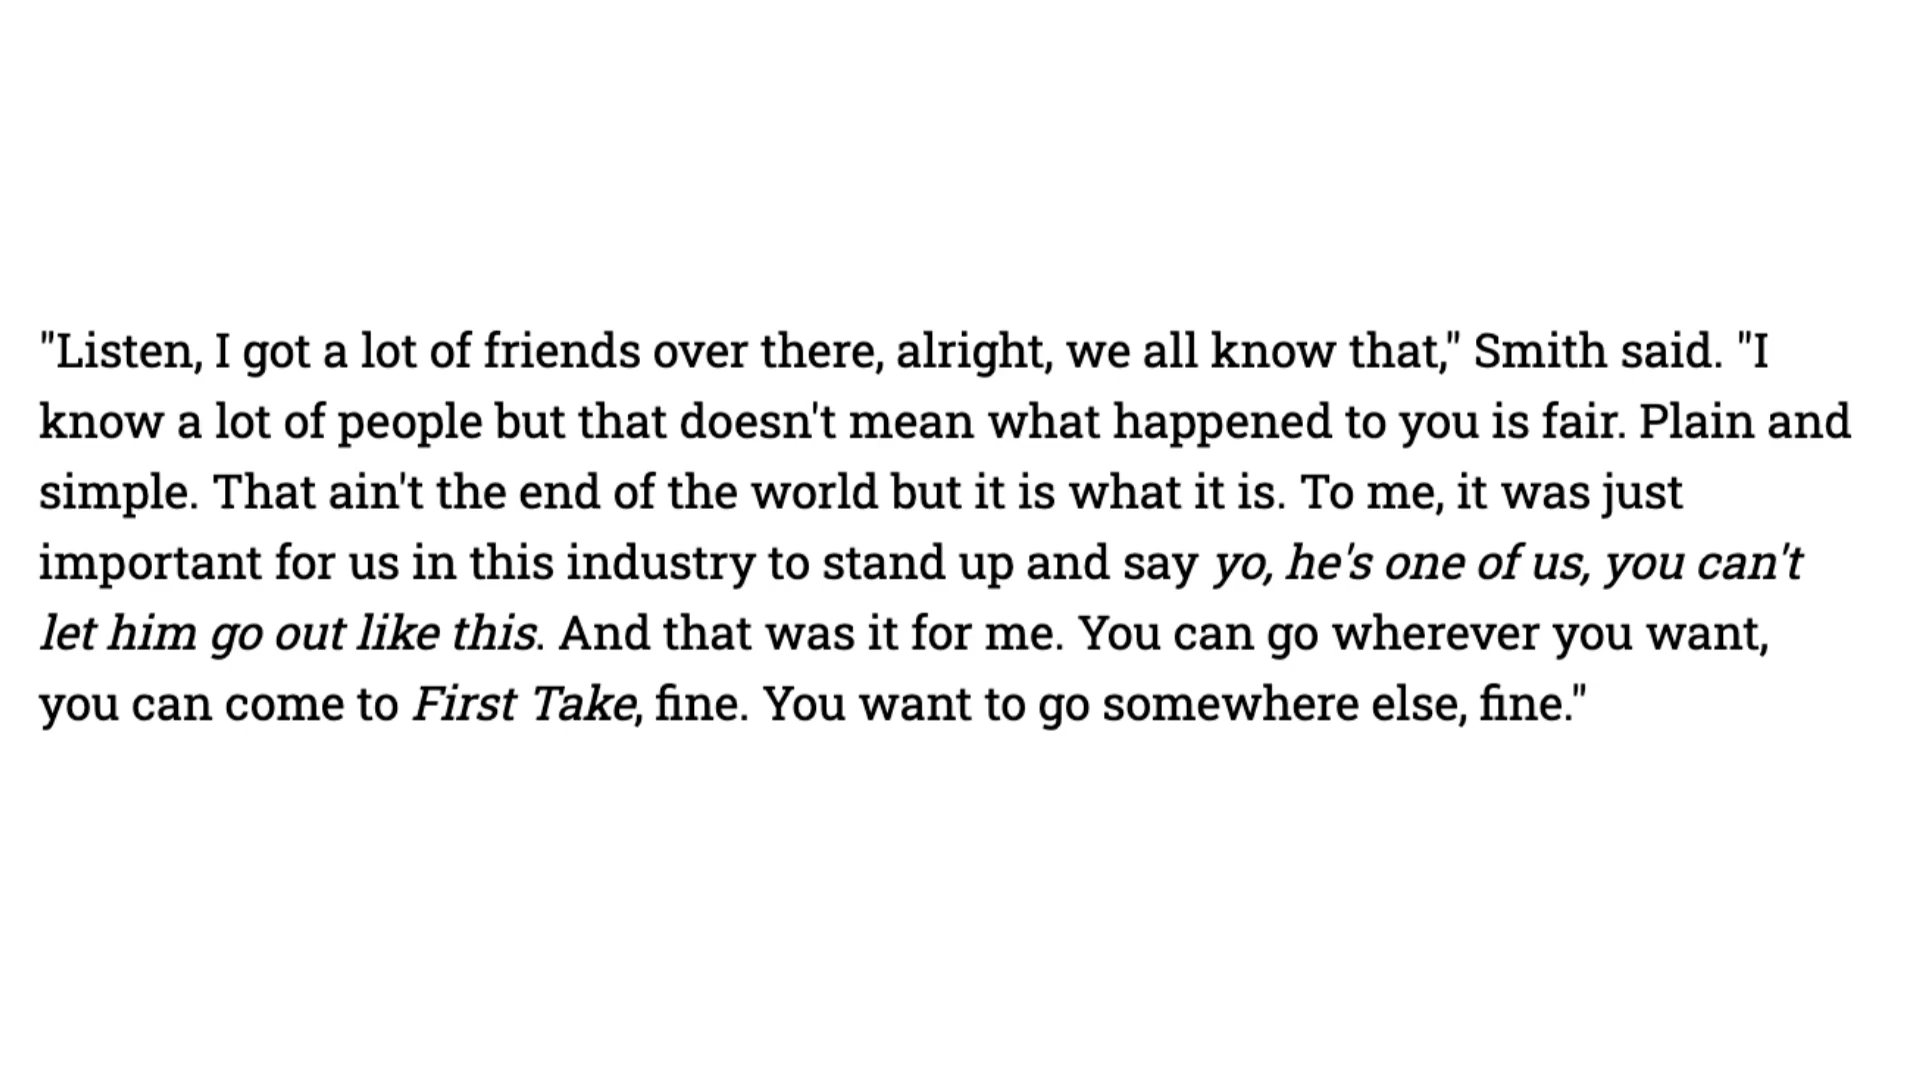 "Listen, I got a lot of friends over there, alright, we all know that," Smith said. "I
know a lot of people but that doesn't mean what happened to you is fair. Plain and
simple. That ain't the end of the world but it is what it is. To me, it was just
important for us in this industry to stand up and say yo, he's one of us, you can't
let him go out like this. And that was it for me. You can go wherever you want,
you can come to First Take, fine. You want to go somewhere else, fine."